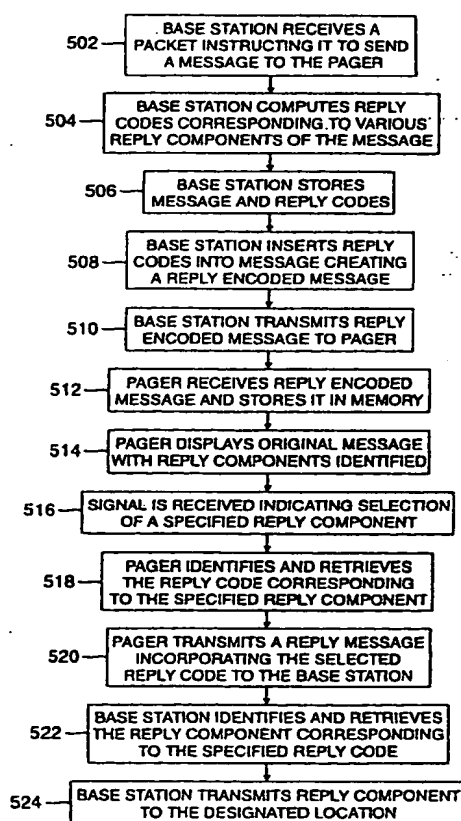 502
BASE STATION RECEIVES A
PACKET INSTRUCTING IT TO SEND
A MESSAGE TO THE PAGER
504
BASE STATION COMPUTES REPLY
CODES CORRESPONDING TO VARIOUS
REPLY COMPONENTS OF THE MESSAGE
506
BASE STATION STORES
MESSAGE AND REPLY CODES
508
BASE STATION INSERTS REPLY
CODES INTO MESSAGE CREATING
A REPLY ENCODED MESSAGE
510
BASE STATION TRANSMITS REPLY
ENCODED MESSAGE TO PAGER
512
PAGER RECEIVES REPLY ENCODED
MESSAGE AND STORES IT IN MEMORY
514
PAGER DISPLAYS ORIGINAL MESSAGE
WITH REPLY COMPONENTS IDENTIFIED
516
SIGNAL IS RECEIVED INDICATING SELECTION
OF A SPECIFIED REPLY COMPONENT
518
PAGER IDENTIFIES AND RETRIEVES
THE REPLY CODE CORRESPONDING
TO THE SPECIFIED REPLY COMPONENT
520
PAGER TRANSMITS A REPLY MESSAGE
INCORPORATING THE SELECTED
REPLY CODE TO THE BASE STATION
522
BASE STATION IDENTIFIES AND RETRIEVES
THE REPLY COMPONENT CORRESPONDING
TO THE SPECIFIED REPLY CODE
524
BASE STATION TRANSMITS REPLY COMPONENT
TO THE DESIGNATED LOCATION